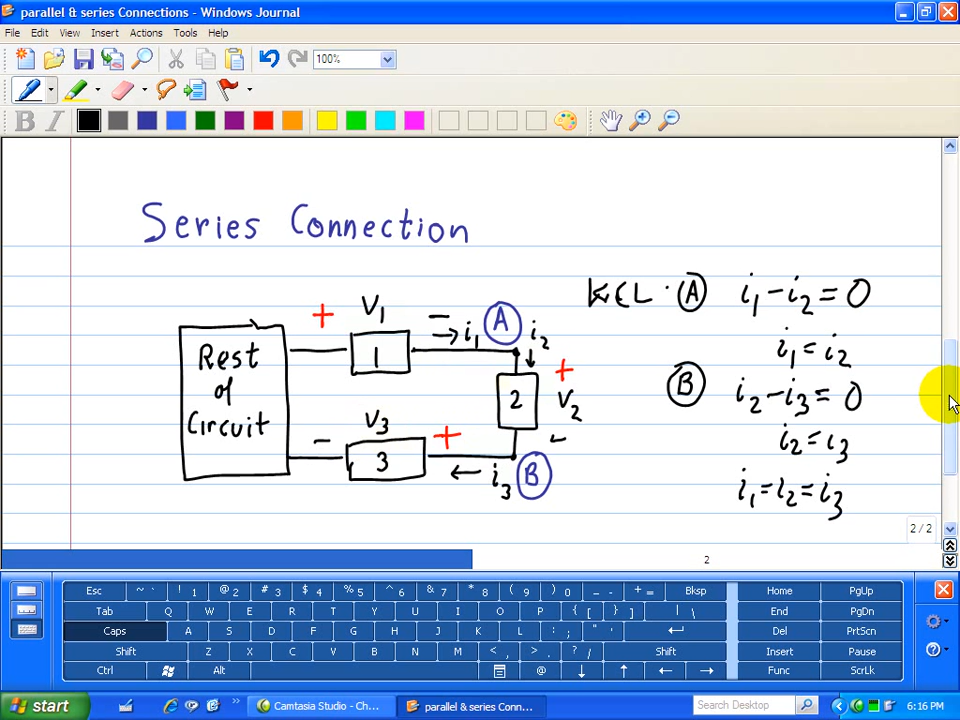 parallel & series Connections - Windows Journal
File Edit View Insert Actions Tools Help
100%
B I
Series Connection
KCL: A i1 - i2 = 0
i1 = i2
B i2 - i3 = 0
i2 = i3
i1 = i2 = i3
+ V1 −
Rest of Circuit
1
→ i1 A i2
+
2 V2
−
V3
− 3 +
← i3 B
2 / 2
2
Esc ~ ` ! 1 @ 2 # 3 $ 4 % 5 ^ 6 & 7 * 8 ( 9 ) 0 _ - + = Bksp Home PgUp
Tab Q W E R T Y U I O P { [ } ] | \ End PgDn
Caps A S D F G H J K L : ; " ' Del PrtScn
Shift Z X C V B N M < , > . ? / Shift Insert Pause
Ctrl Alt @ ↓ ↑ ← → Func ScrLk
start Camtasia Studio - Ch... parallel & series Conn... Search Desktop 6:16 PM